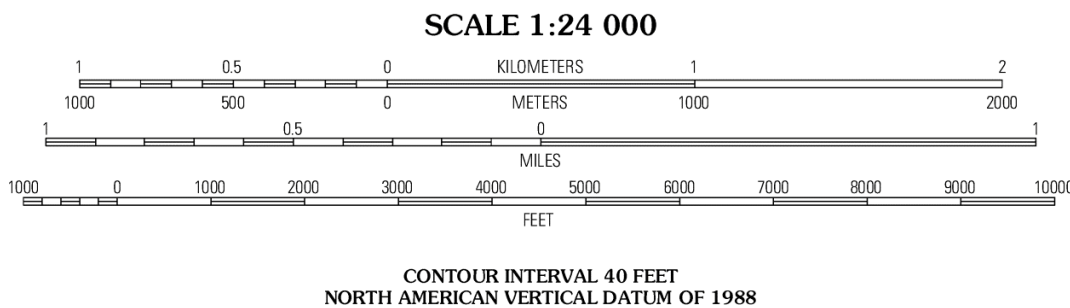 SCALE 1:24 000
1 0.5 0 KILOMETERS 1 2
1000 500 0 METERS 1000 2000
1 0.5 0 1
MILES
1000 0 1000 2000 3000 4000 5000 6000 7000 8000 9000 10000
FEET
CONTOUR INTERVAL 40 FEET
NORTH AMERICAN VERTICAL DATUM OF 1988